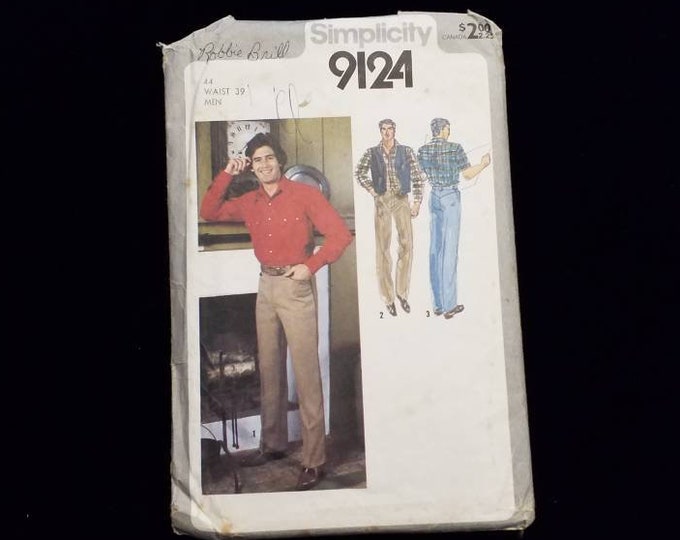 Robbie Brill
Simplicity
$2.00
CANADA 2.25
9124
44
WAIST 39
MEN
1
2
3